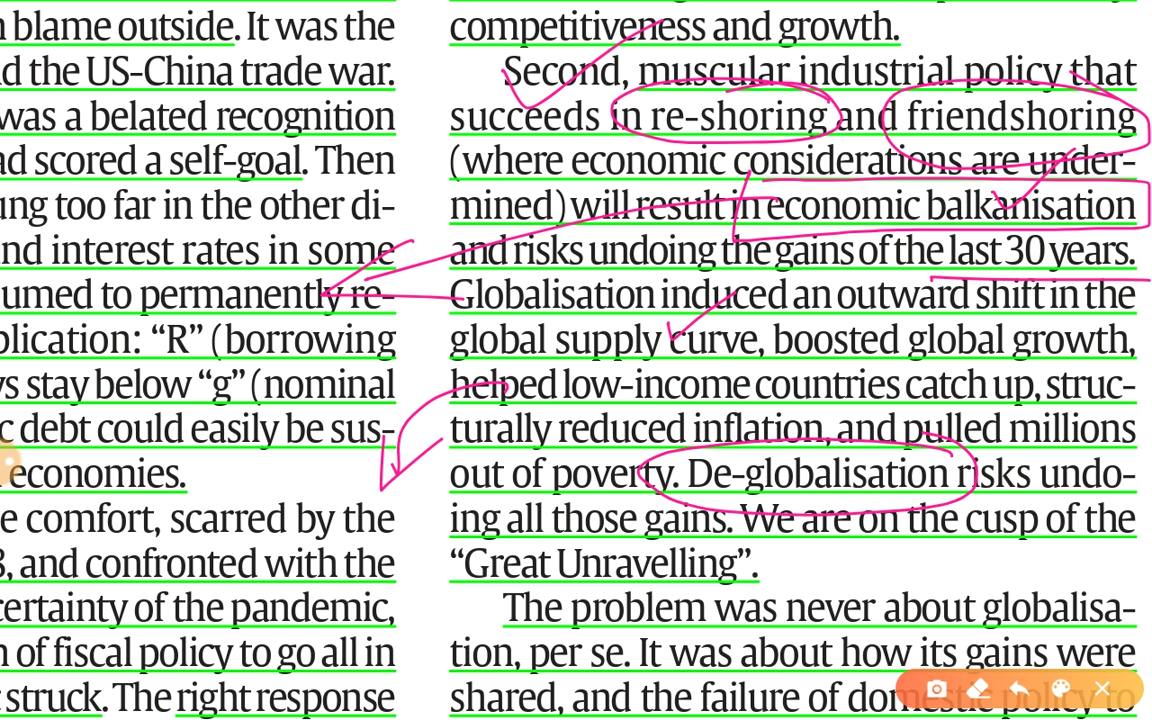 blame outside. It was the
the US-China trade war.
was a belated recognition
scored a self-goal. Then
too far in the other di-
interest rates in some
to permanently re-
“R” (borrowing
stay below “g” (nominal
debt could easily be sus-
economies.
comfort, scarred by the
and confronted with the
of the pandemic,
of fiscal policy to go all in
struck. The right response
competitiveness and growth.
Second, muscular industrial policy that
succeeds in re-shoring and friendshoring
(where economic considerations are under-
mined) will result in economic balkanisation
and risks undoing the gains of the last 30 years.
Globalisation induced an outward shift in the
global supply curve, boosted global growth,
helped low-income countries catch up, struc-
turally reduced inflation, and pulled millions
out of poverty. De-globalisation risks undo-
ing all those gains. We are on the cusp of the
“Great Unravelling”.
The problem was never about globalisa-
tion, per se. It was about how its gains were
shared, and the failure of domestic policy to